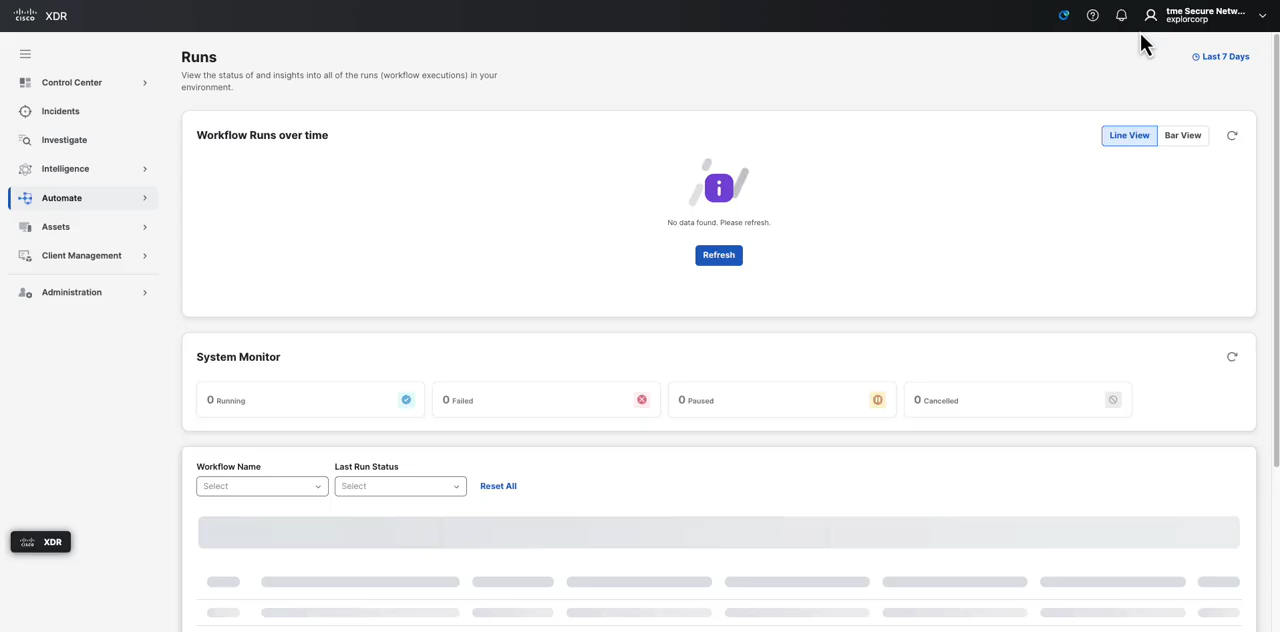 CISCO XDR
tme Secure Netw...
explorcorp
Control Center
Incidents
Investigate
Intelligence
Automate
Assets
Client Management
Administration
CISCO XDR
Runs
Last 7 Days
View the status of and insights into all of the runs (workflow executions) in your
environment.
Workflow Runs over time
Line View
Bar View
No data found. Please refresh.
Refresh
System Monitor
0 Running
0 Failed
0 Paused
0 Cancelled
Workflow Name
Last Run Status
Select
Select
Reset All